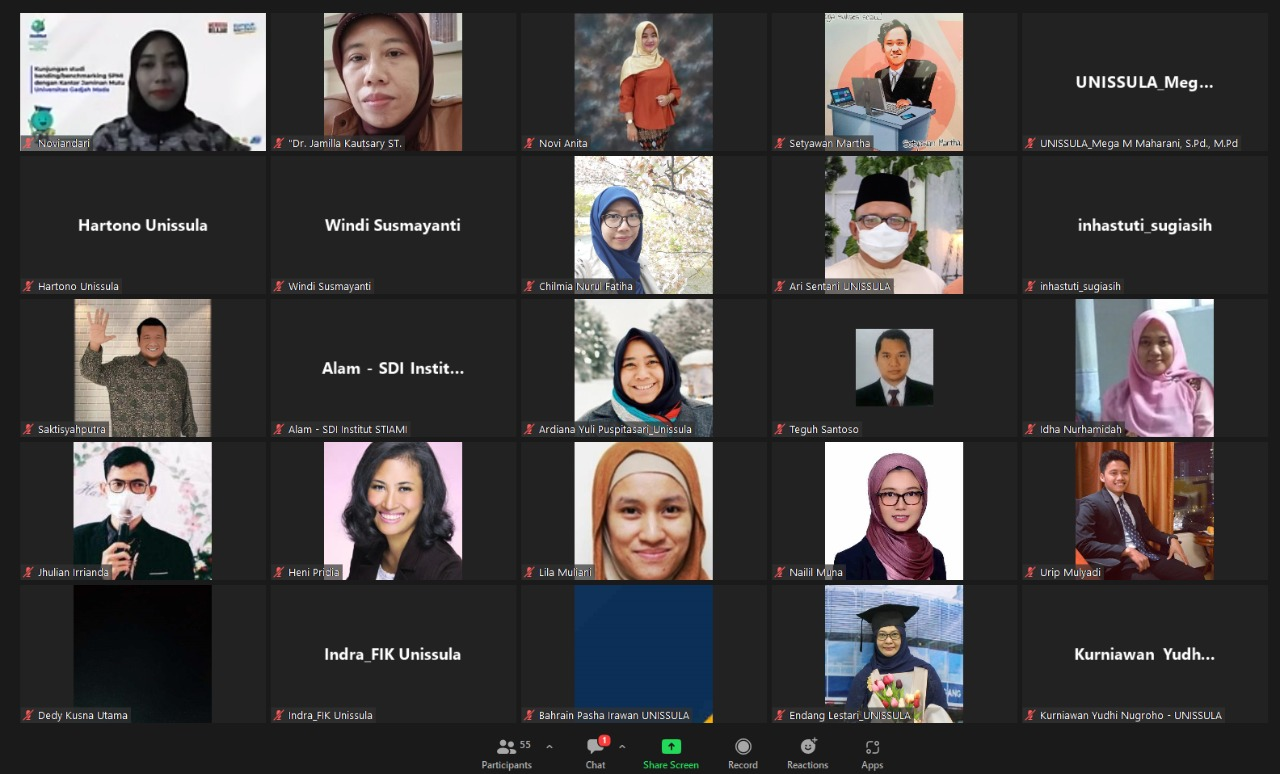 Kunjungan studi
banding/benchmarking SPMI
dengan Kantor Jaminan Mutu
Universitas Gadjah Mada
Noviandari
"Dr. Jamilla Kautsary ST.
Novi Anita
Setyawan Martha
UNISSULA_Meg...
UNISSULA_Mega M Maharani, S.Pd., M.Pd
Hartono Unissula
Hartono Unissula
Windi Susmayanti
Windi Susmayanti
Chilmia Nurul Fatiha
Ari Sentani UNISSULA
inhastuti_sugiasih
inhastuti_sugiasih
Saktisyahputra
Alam - SDI Instit...
Alam - SDI Institut STIAMI
Ardiana Yuli Puspitasari_Unissula
Teguh Santoso
Idha Nurhamidah
Jhulian Irrianda
Heni Pridia
Lila Muliani
Nailil Muna
Urip Mulyadi
Dedy Kusna Utama
Indra_FIK Unissula
Indra_FIK Unissula
Bahrain Pasha Irawan UNISSULA
Endang Lestari_UNISSULA
Kurniawan Yudh...
Kurniawan Yudhi Nugroho - UNISSULA
55
1
Participants
Chat
Share Screen
Record
Reactions
Apps